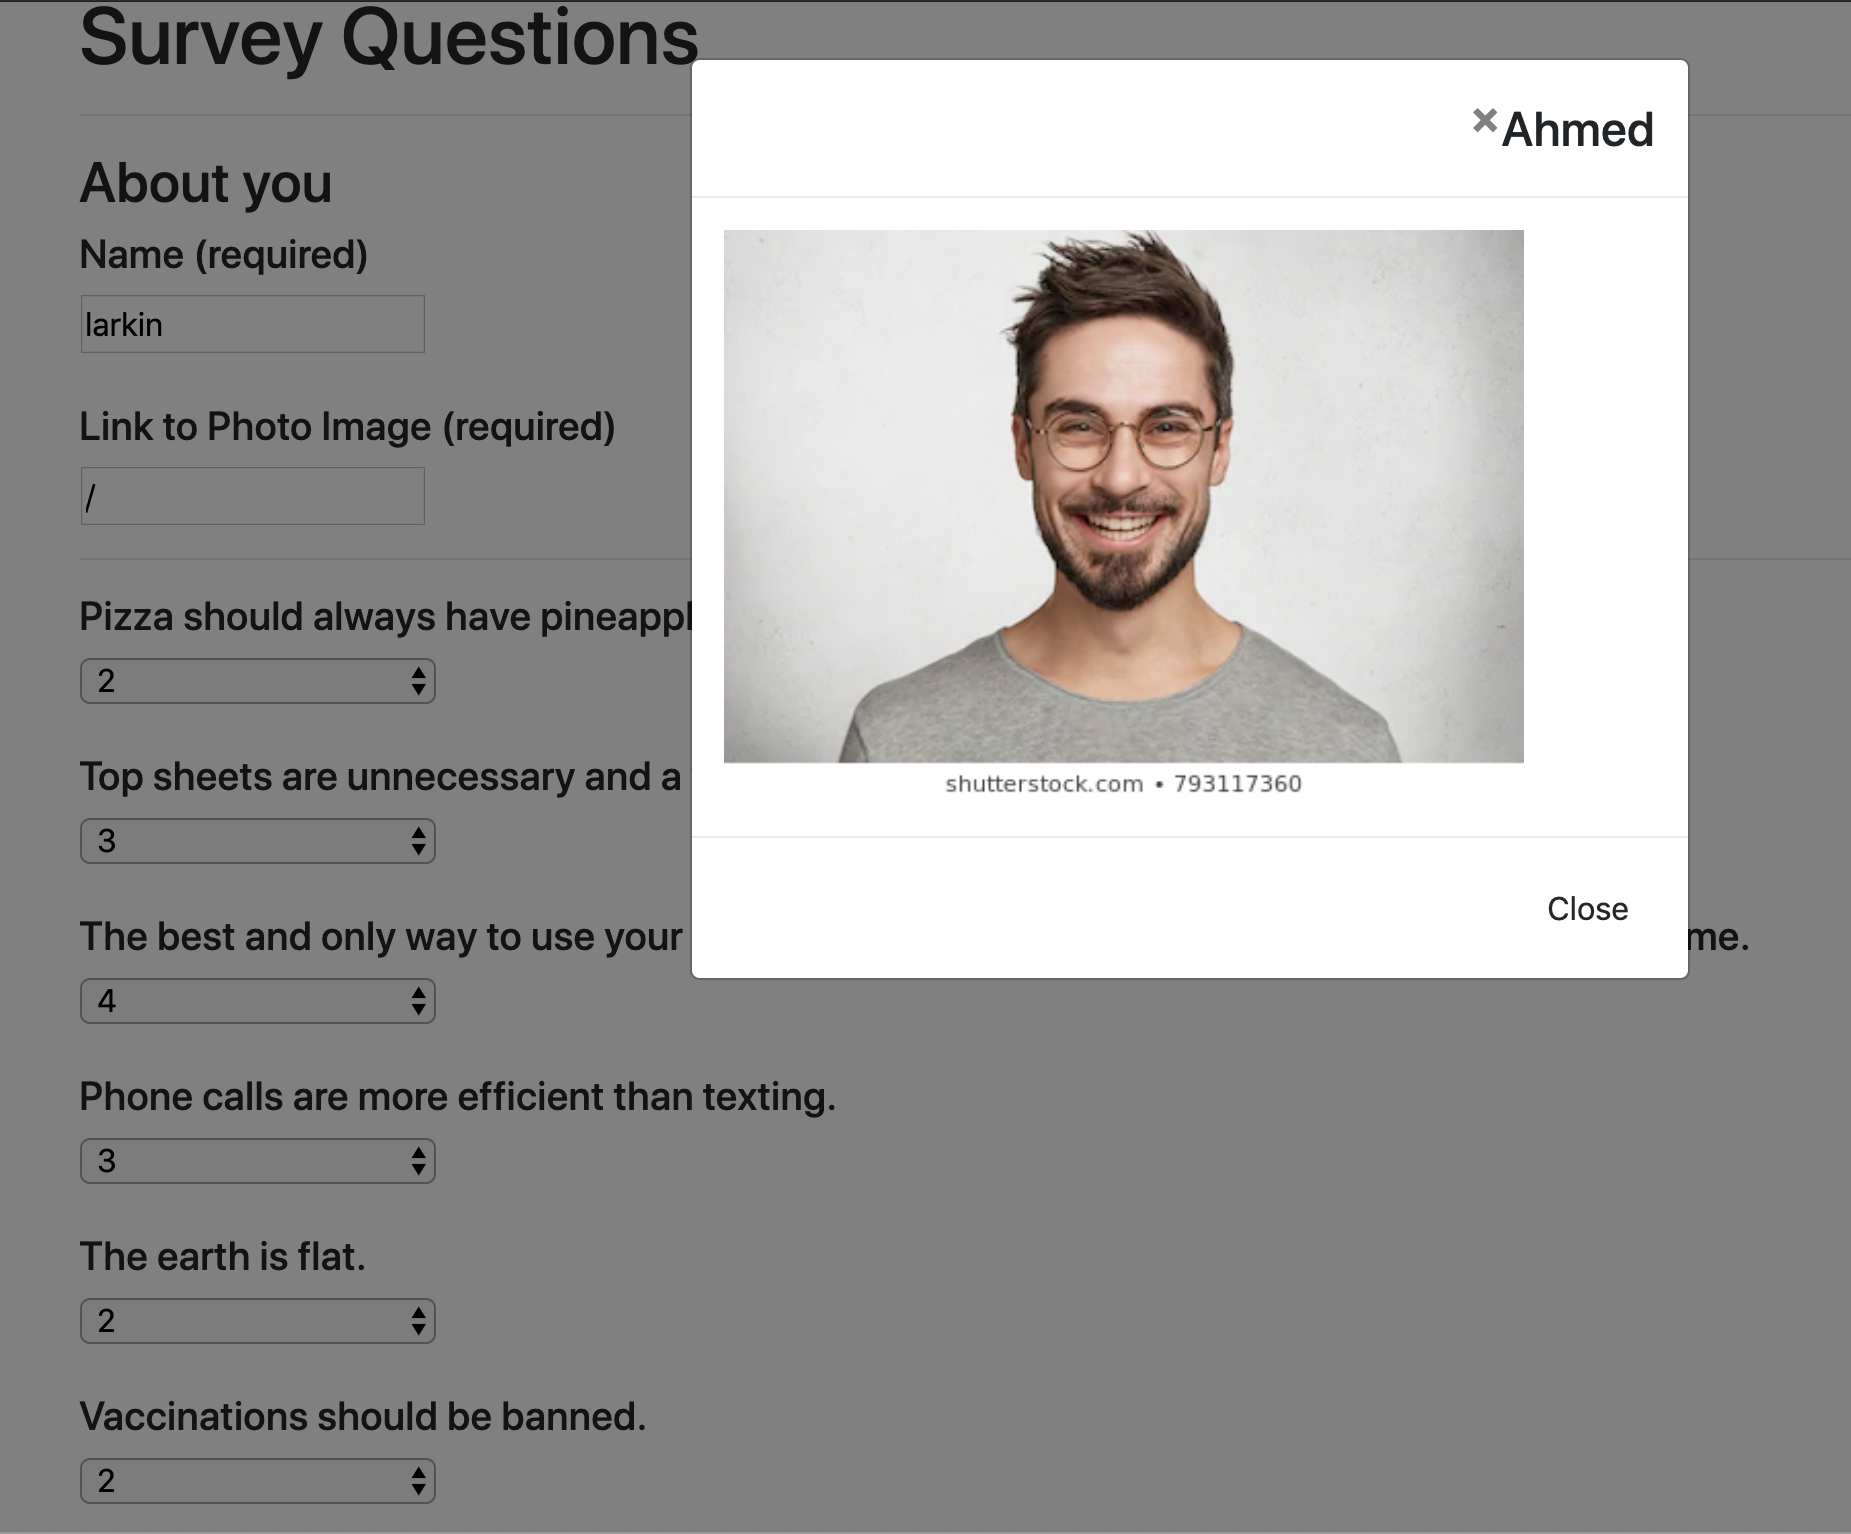 Survey Questions
About you
Name (required)
larkin
Link to Photo Image (required)
/
Pizza should always have pineappl
2
Top sheets are unnecessary and a
3
The best and only way to use your
me.
4
Phone calls are more efficient than texting.
3
The earth is flat.
2
Vaccinations should be banned.
2
×Ahmed
shutterstock.com • 793117360
Close